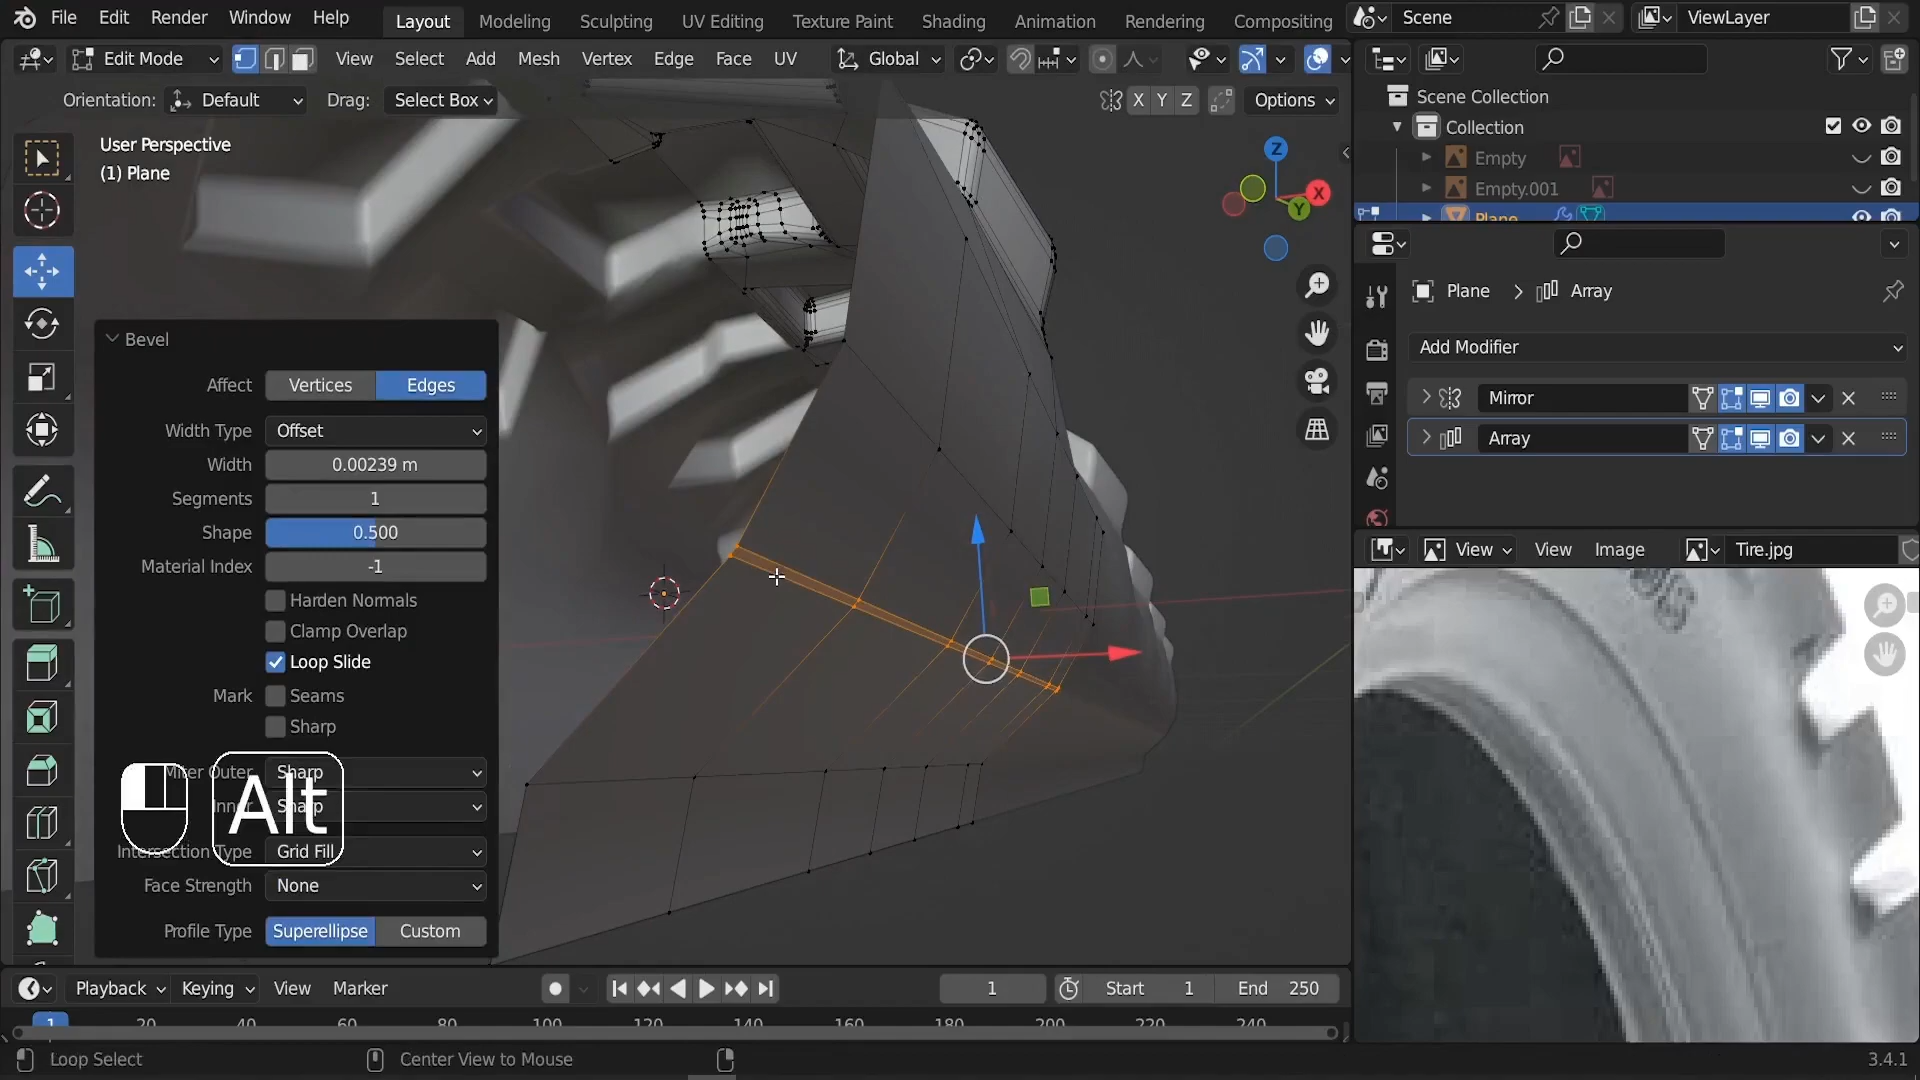 File Edit Render Window Help Layout Modeling Sculpting UV Editing Texture Paint Shading Animation Rendering Compositing Scene ViewLayer
Edit Mode View Select Add Mesh Vertex Edge Face UV Global
Orientation: Default Drag: Select Box X Y Z Options
User Perspective
(1) Plane
Z
X
Y
Scene Collection
Collection
Empty
Empty.001
Plane
Plane Array
Add Modifier
Mirror
Array
Bevel
Affect Vertices Edges
Width Type Offset
Width 0.00239 m
Segments 1
Shape 0.500
Material Index -1
Harden Normals
Clamp Overlap
Loop Slide
Mark Seams
Sharp
Miter Outer Sharp
Inner Sharp
Alt
Intersection Type Grid Fill
Face Strength None
Profile Type Superellipse Custom
View View Image Tire.jpg
Playback Keying View Marker 1 Start 1 End 250
1 20 40 60 80 100 120 140 160 180 200 220 240
Loop Select Center View to Mouse 3.4.1